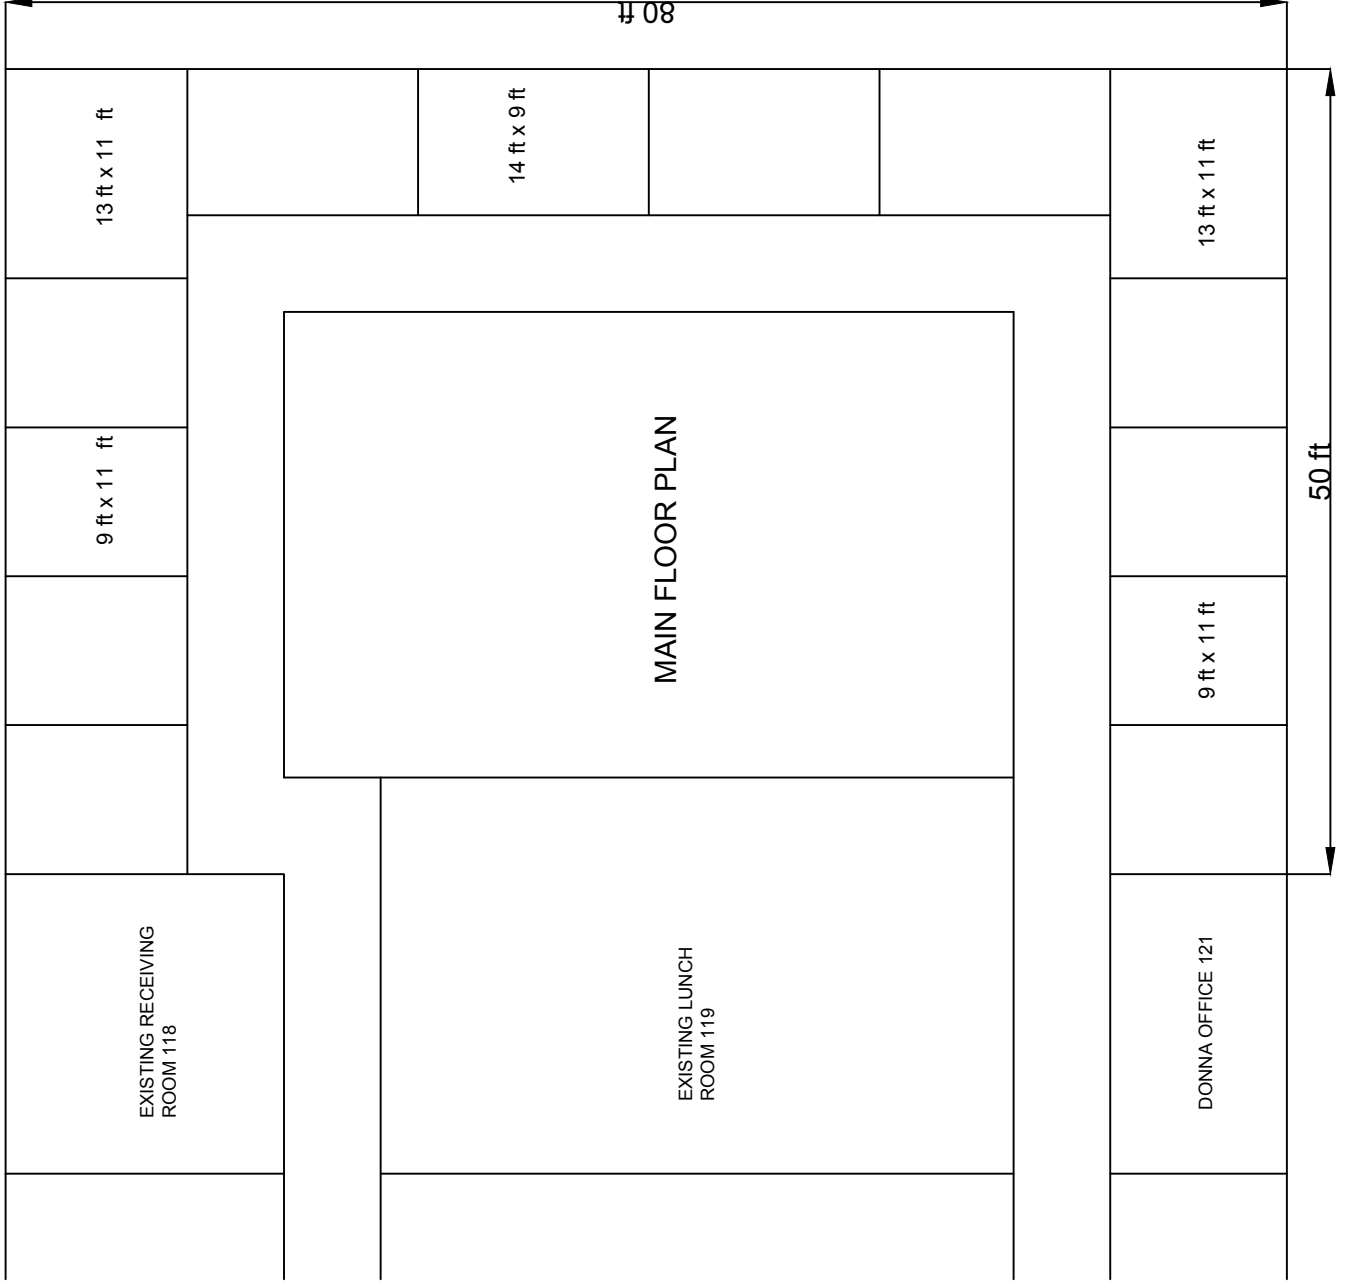 80 ft
13 ft x 11 ft
14 ft x 9 ft
13 ft x 11 ft
9 ft x 11 ft
MAIN FLOOR PLAN
50 ft
9 ft x 11 ft
EXISTING RECEIVING
ROOM 118
EXISTING LUNCH
ROOM 119
DONNA OFFICE 121